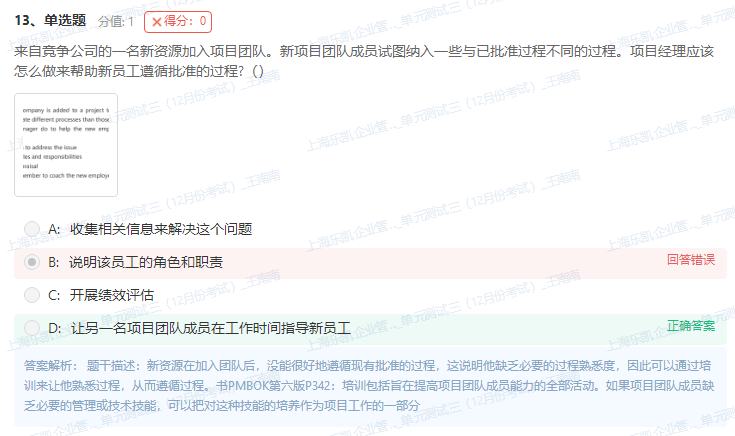 13、单选题 分值: 1 ×得分：0
来自竞争公司的一名新资源加入项目团队。新项目团队成员试图纳入一些与已批准过程不同的过程。项目经理应该
怎么做来帮助新员工遵循批准的过程?（）
ompany is added to a project t
ate different processes than those
nager do to help the new emp
to address the issue
les and responsibilities
raisal
ember to coach the new employe
A: 收集相关信息来解决这个问题
B: 说明该员工的角色和职责 回答错误
C: 开展绩效评估
D: 让另一名项目团队成员在工作时间指导新员工 正确答案
答案解析： 题干描述：新资源在加入团队后，没能很好地遵循现有批准的过程，这说明他缺乏必要的过程熟悉度，因此可以通过培
训来让他熟悉过程，从而遵循过程。书PMBOK第六版P342：培训包括旨在提高项目团队成员能力的全部活动。如果项目团队成员缺
乏必要的管理或技术技能，可以把对这种技能的培养作为项目工作的一部分
上海乐凯,企业管._单元测试三（12月份考试）_王南南